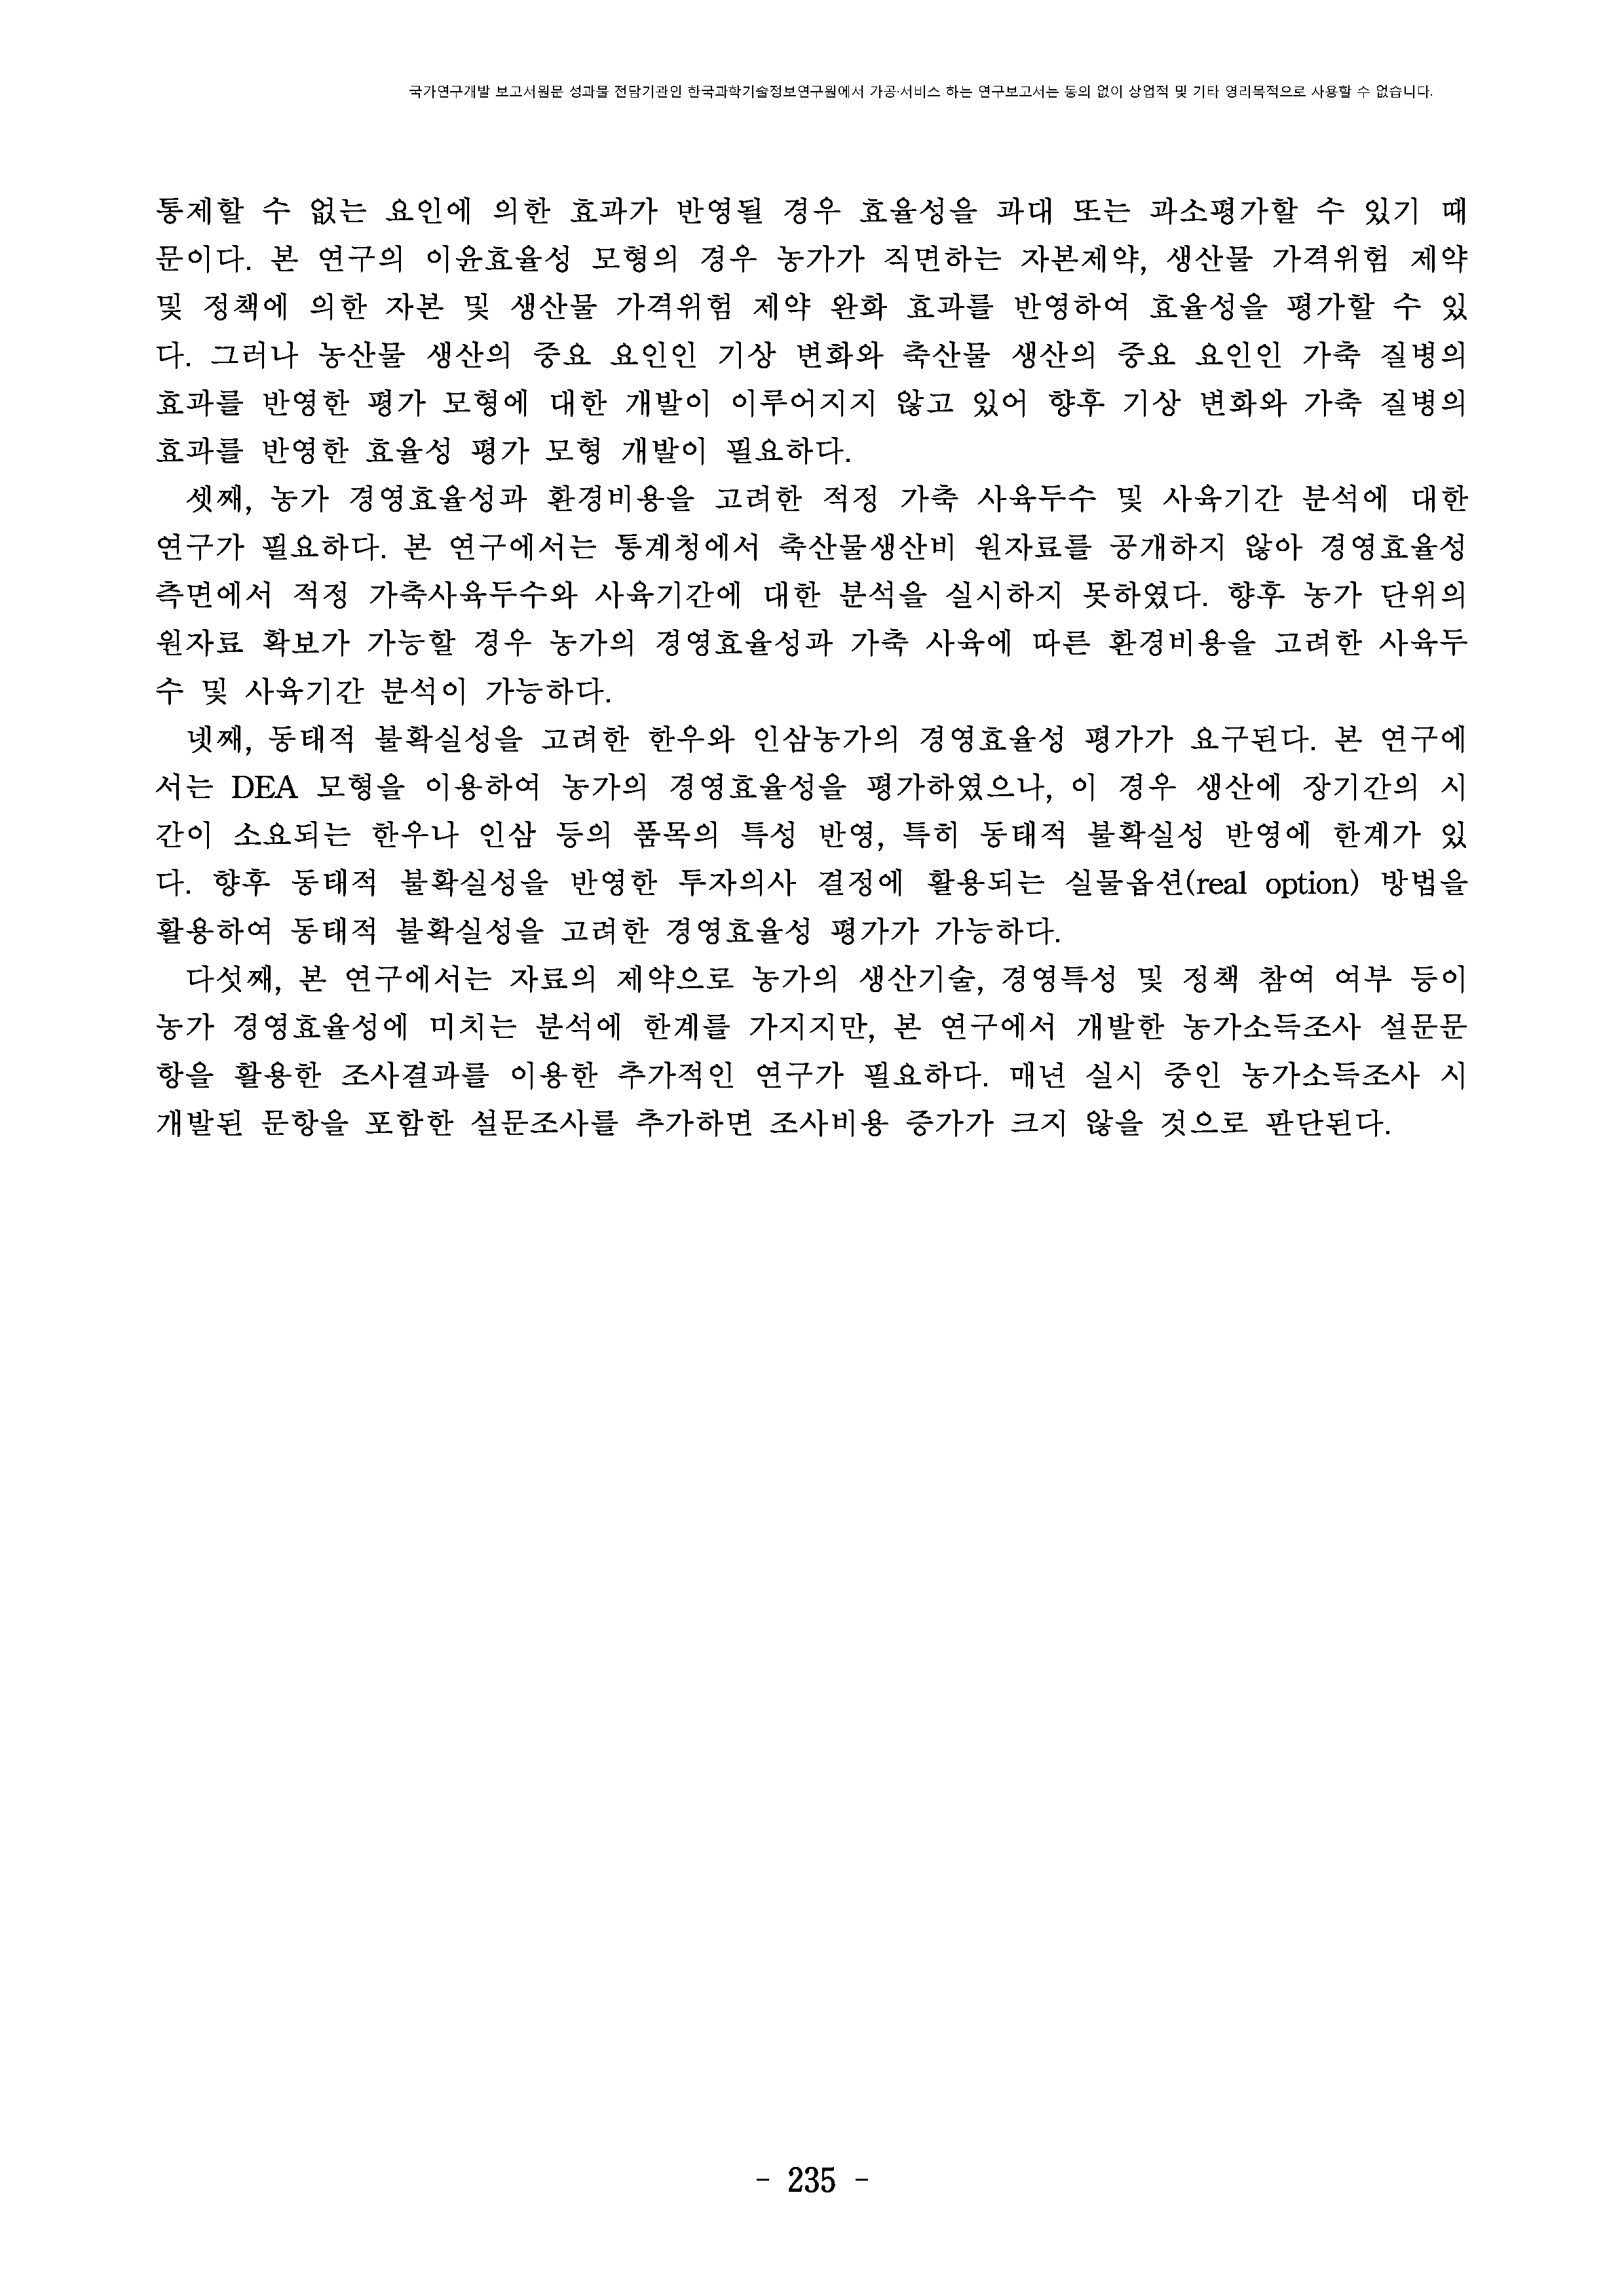 국가연구개발 보고서원문 성과물 전담기관인 한국과학기술정보연구원에서 가공·서비스 하는 연구보고서는 동의 없이 상업적 및 기타 영리목적으로 사용할 수 없습니다.
통제할 수 없는 요인에 의한 효과가 반영될 경우 효율성을 과대 또는 과소평가할 수 있기 때
문이다. 본 연구의 이윤효율성 모형의 경우 농가가 직면하는 자본제약, 생산물 가격위험 제약
및 정책에 의한 자본 및 생산물 가격위험 제약 완화 효과를 반영하여 효율성을 평가할 수 있
다. 그러나 농산물 생산의 중요 요인인 기상 변화와 축산물 생산의 중요 요인인 가축 질병의
효과를 반영한 평가 모형에 대한 개발이 이루어지지 않고 있어 향후 기상 변화와 가축 질병의
효과를 반영한 효율성 평가 모형 개발이 필요하다.
셋째, 농가 경영효율성과 환경비용을 고려한 적정 가축 사육두수 및 사육기간 분석에 대한
연구가 필요하다. 본 연구에서는 통계청에서 축산물생산비 원자료를 공개하지 않아 경영효율성
측면에서 적정 가축사육두수와 사육기간에 대한 분석을 실시하지 못하였다. 향후 농가 단위의
원자료 확보가 가능할 경우 농가의 경영효율성과 가축 사육에 따른 환경비용을 고려한 사육두
수 및 사육기간 분석이 가능하다.
넷째, 동태적 불확실성을 고려한 한우와 인삼농가의 경영효율성 평가가 요구된다. 본 연구에
서는 DEA 모형을 이용하여 농가의 경영효율성을 평가하였으나, 이 경우 생산에 장기간의 시
간이 소요되는 한우나 인삼 등의 품목의 특성 반영, 특히 동태적 불확실성 반영에 한계가 있
다. 향후 동태적 불확실성을 반영한 투자의사 결정에 활용되는 실물옵션(real option) 방법을
활용하여 동태적 불확실성을 고려한 경영효율성 평가가 가능하다.
다섯째, 본 연구에서는 자료의 제약으로 농가의 생산기술, 경영특성 및 정책 참여 여부 등이
농가 경영효율성에 미치는 분석에 한계를 가지지만, 본 연구에서 개발한 농가소득조사 설문문
항을 활용한 조사결과를 이용한 추가적인 연구가 필요하다. 매년 실시 중인 농가소득조사 시
개발된 문항을 포함한 설문조사를 추가하면 조사비용 증가가 크지 않을 것으로 판단된다.
- 235 -